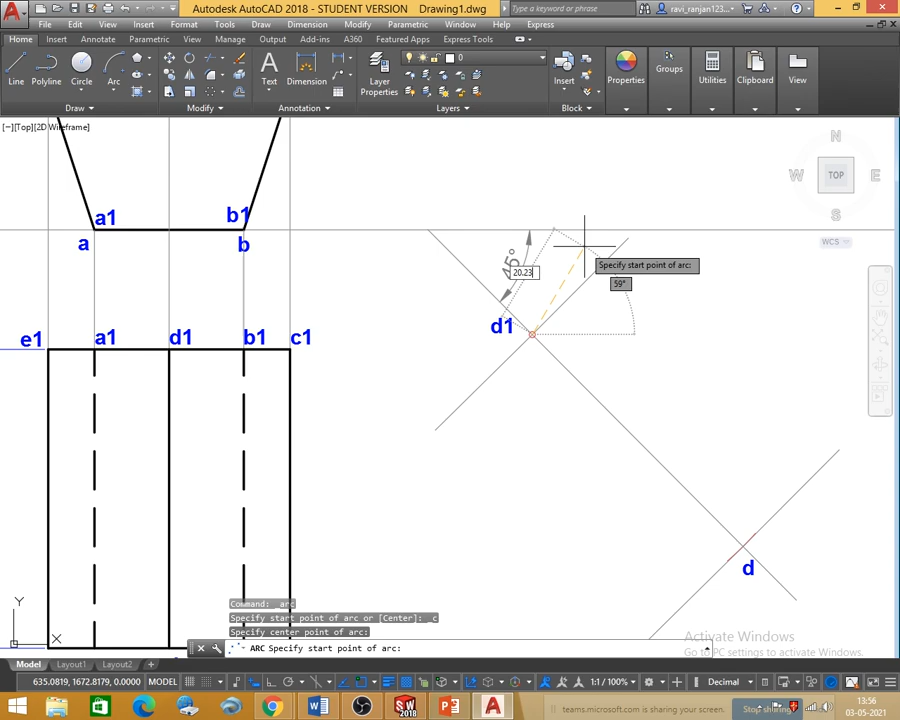 Autodesk AutoCAD 2018 - STUDENT VERSION Drawing1.dwg
Type a keyword or phrase
ravi_ranjan123...
File Edit View Insert Format Tools Draw Dimension Modify Parametric Window Help Express
Home Insert Annotate Parametric View Manage Output Add-ins A360 Featured Apps Express Tools
0
Line Polyline Circle Arc
Text Dimension
Layer
Properties
Insert
Properties Groups Utilities Clipboard View
Draw Modify Annotation Layers Block
[−][Top][2D Wireframe]
N
W TOP E
S
WCS
a1 b1
a b
45°
20.23
Specify start point of arc:
59°
d1
e1 a1 d1 b1 c1
d
Command: _arc
Specify start point of arc or [Center]: _c
Specify center point of arc:
ARC Specify start point of arc:
Y
X
Activate Windows
Go to PC settings to activate Windows.
Model Layout1 Layout2 +
635.0819, 1672.8179, 0.0000 MODEL
1:1 / 100%
Decimal
teams.microsoft.com is sharing your screen.
Stop sharing
13:56
03-05-2021